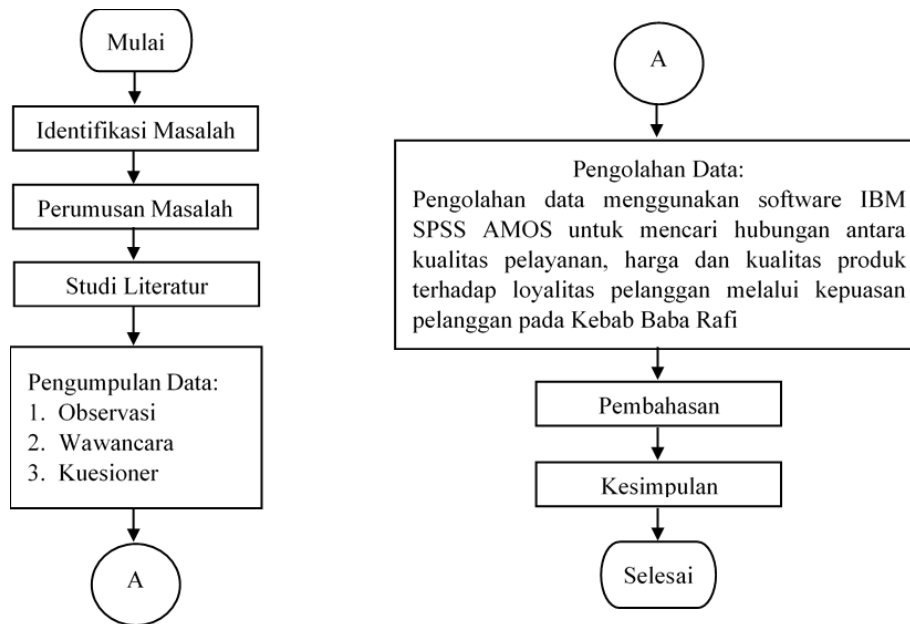 Mulai
Identifikasi Masalah
Perumusan Masalah
Studi Literatur
Pengumpulan Data:
1. Observasi
2. Wawancara
3. Kuesioner
A
A
Pengolahan Data:
Pengolahan data menggunakan software IBM
SPSS AMOS untuk mencari hubungan antara
kualitas pelayanan, harga dan kualitas produk
terhadap loyalitas pelanggan melalui kepuasan
pelanggan pada Kebab Baba Rafi
Pembahasan
Kesimpulan
Selesai